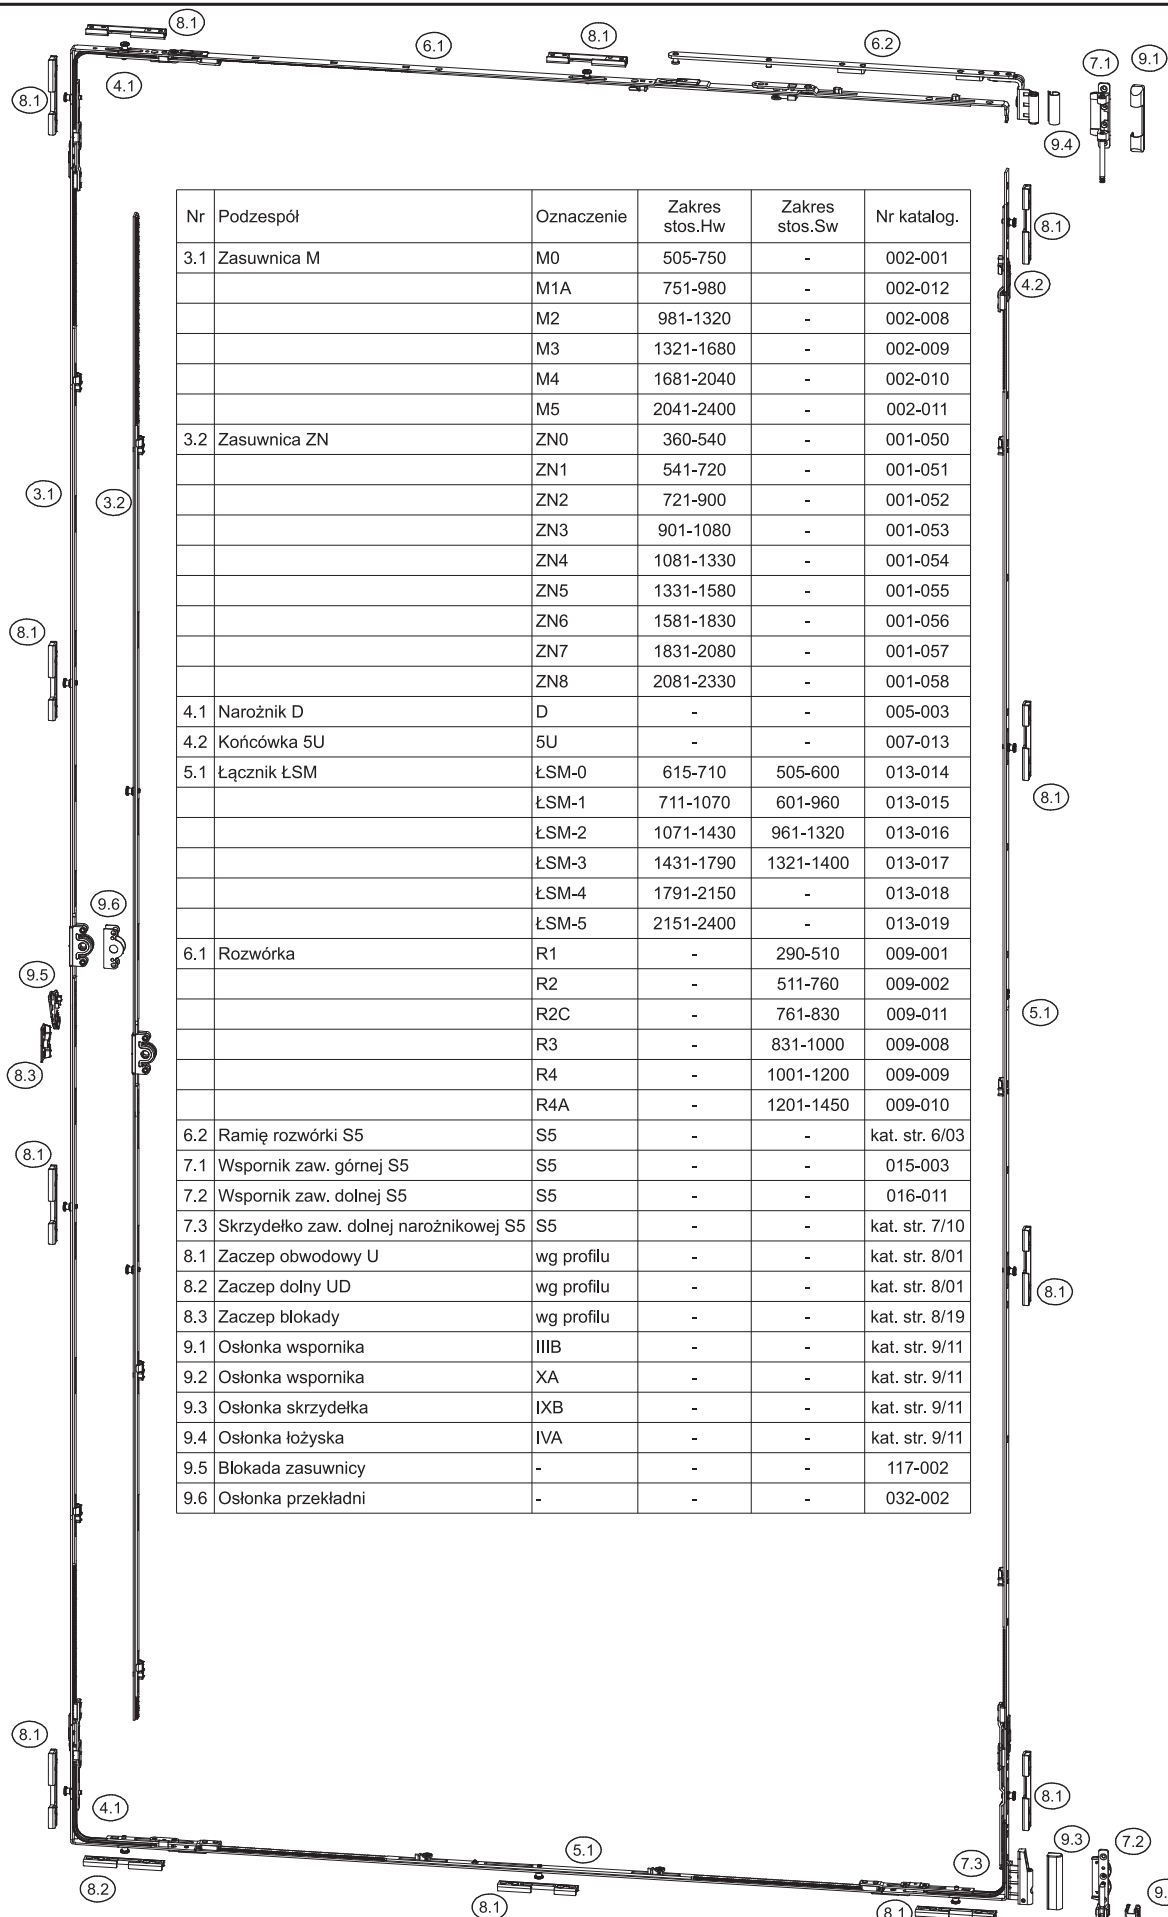 8.1
6.1
8.1
6.2
7.1
9.1
8.1
4.1
9.4
Nr Podzespół Oznaczenie Zakres stos.Hw Zakres stos.Sw Nr katalog.
3.1 Zasuwnica M M0 505-750 - 002-001
M1A 751-980 - 002-012
M2 981-1320 - 002-008
M3 1321-1680 - 002-009
M4 1681-2040 - 002-010
M5 2041-2400 - 002-011
3.2 Zasuwnica ZN ZN0 360-540 - 001-050
ZN1 541-720 - 001-051
ZN2 721-900 - 001-052
ZN3 901-1080 - 001-053
ZN4 1081-1330 - 001-054
ZN5 1331-1580 - 001-055
ZN6 1581-1830 - 001-056
ZN7 1831-2080 - 001-057
ZN8 2081-2330 - 001-058
4.1 Narożnik D D - - 005-003
4.2 Końcówka 5U 5U - - 007-013
5.1 Łącznik ŁSM ŁSM-0 615-710 505-600 013-014
ŁSM-1 711-1070 601-960 013-015
ŁSM-2 1071-1430 961-1320 013-016
ŁSM-3 1431-1790 1321-1400 013-017
ŁSM-4 1791-2150 - 013-018
ŁSM-5 2151-2400 - 013-019
6.1 Rozwórka R1 - 290-510 009-001
R2 - 511-760 009-002
R2C - 761-830 009-011
R3 - 831-1000 009-008
R4 - 1001-1200 009-009
R4A - 1201-1450 009-010
6.2 Ramię rozwórki S5 S5 - - kat. str. 6/03
7.1 Wspornik zaw. górnej S5 S5 - - 015-003
7.2 Wspornik zaw. dolnej S5 S5 - - 016-011
7.3 Skrzydełko zaw. dolnej narożnikowej S5 S5 - - kat. str. 7/10
8.1 Zaczep obwodowy U wg profilu - - kat. str. 8/01
8.2 Zaczep dolny UD wg profilu - - kat. str. 8/01
8.3 Zaczep blokady wg profilu - - kat. str. 8/19
9.1 Osłonka wspornika IIIB - - kat. str. 9/11
9.2 Osłonka wspornika XA - - kat. str. 9/11
9.3 Osłonka skrzydełka IXB - - kat. str. 9/11
9.4 Osłonka łożyska IVA - - kat. str. 9/11
9.5 Blokada zasuwnicy - - - 117-002
9.6 Osłonka przekładni - - - 032-002
8.1
4.2
3.1
3.2
8.1
8.1
9.6
9.5
5.1
8.3
8.1
8.1
8.1
8.1
4.1
5.1
7.3
9.3
7.2
8.2
8.1
8.1